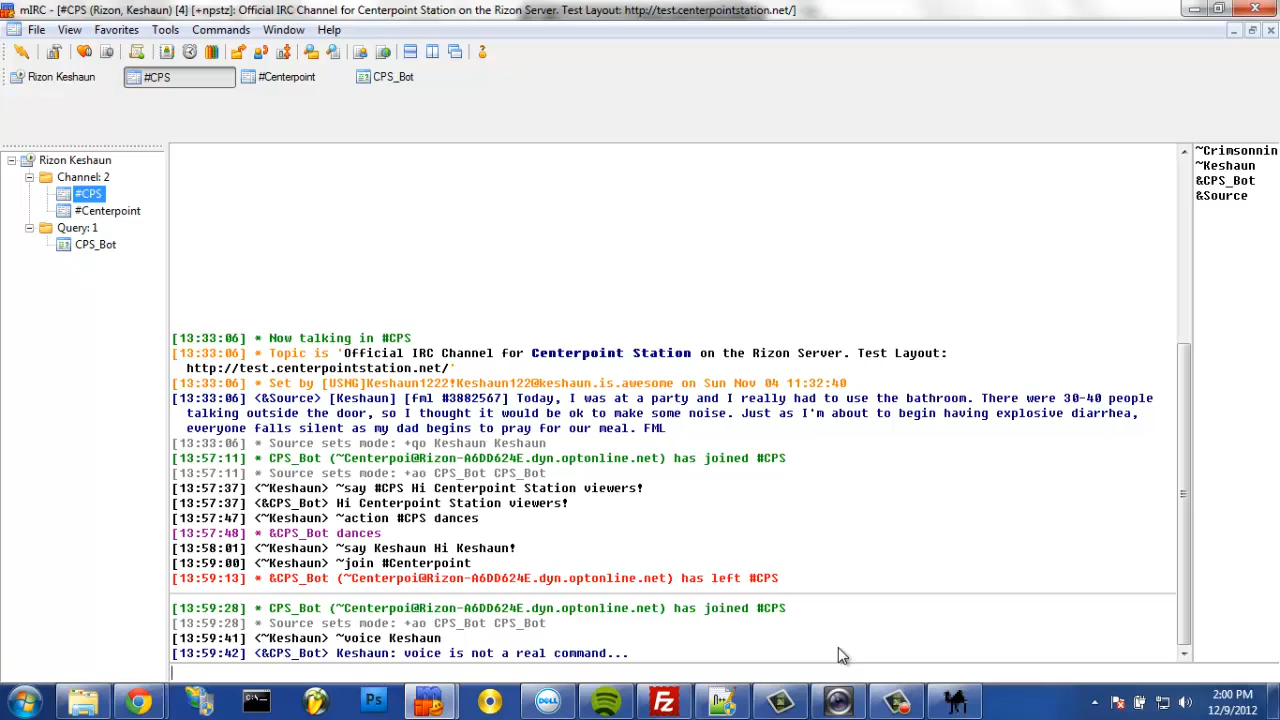 mIRC - [#CPS (Rizon, Keshaun) [4] [+npstz]: Official IRC Channel for Centerpoint Station on the Rizon Server. Test Layout: http://test.centerpointstation.net/]
File View Favorites Tools Commands Window Help
Rizon Keshaun #CPS #Centerpoint CPS_Bot
Rizon Keshaun
Channel: 2
#CPS
#Centerpoint
Query: 1
CPS_Bot
[13:33:06] * Now talking in #CPS
[13:33:06] * Topic is 'Official IRC Channel for Centerpoint Station on the Rizon Server. Test Layout:
http://test.centerpointstation.net/'
[13:33:06] * Set by [USNG]Keshaun1222!Keshaun122@keshaun.is.awesome on Sun Nov 04 11:32:40
[13:33:06] <&Source> [Keshaun] [fml #3882567] Today, I was at a party and I really had to use the bathroom. There were 30-40 people
talking outside the door, so I thought it would be ok to make some noise. Just as I'm about to begin having explosive diarrhea,
everyone falls silent as my dad begins to pray for our meal. FML
[13:33:06] * Source sets mode: +qo Keshaun Keshaun
[13:57:11] * CPS_Bot (~Centerpoi@Rizon-A6DD624E.dyn.optonline.net) has joined #CPS
[13:57:11] * Source sets mode: +ao CPS_Bot CPS_Bot
[13:57:37] <~Keshaun> ~say #CPS Hi Centerpoint Station viewers!
[13:57:37] <&CPS_Bot> Hi Centerpoint Station viewers!
[13:57:47] <~Keshaun> ~action #CPS dances
[13:57:48] * &CPS_Bot dances
[13:58:01] <~Keshaun> ~say Keshaun Hi Keshaun!
[13:59:00] <~Keshaun> ~join #Centerpoint
[13:59:13] * &CPS_Bot (~Centerpoi@Rizon-A6DD624E.dyn.optonline.net) has left #CPS
[13:59:28] * CPS_Bot (~Centerpoi@Rizon-A6DD624E.dyn.optonline.net) has joined #CPS
[13:59:28] * Source sets mode: +ao CPS_Bot CPS_Bot
[13:59:41] <~Keshaun> ~voice Keshaun
[13:59:42] <&CPS_Bot> Keshaun: voice is not a real command...
~Crimsonnin
~Keshaun
&CPS_Bot
&Source
Ps
DELL
Fz
2:00 PM
12/9/2012